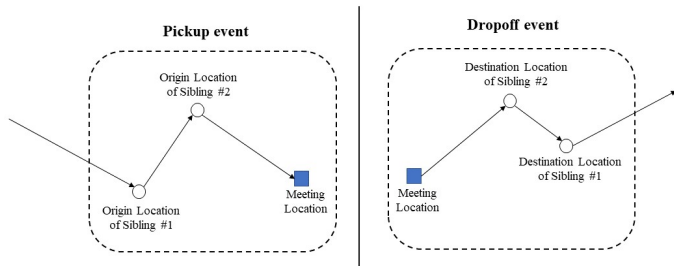 Pickup event
Origin Location
of Sibling #2
Origin Location
of Sibling #1
Meeting
Location
Dropoff event
Destination Location
of Sibling #2
Destination Location
of Sibling #1
Meeting
Location